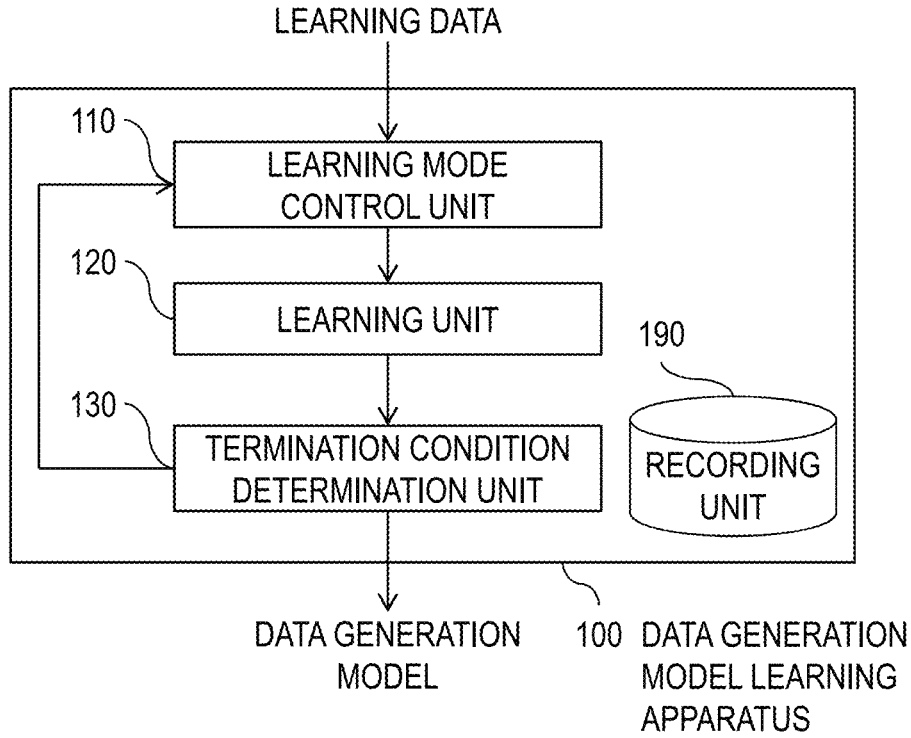 LEARNING DATA
110
LEARNING MODE
CONTROL UNIT
120
LEARNING UNIT
190
130
TERMINATION CONDITION
DETERMINATION UNIT
RECORDING
UNIT
DATA GENERATION
MODEL
100 DATA GENERATION
MODEL LEARNING
APPARATUS